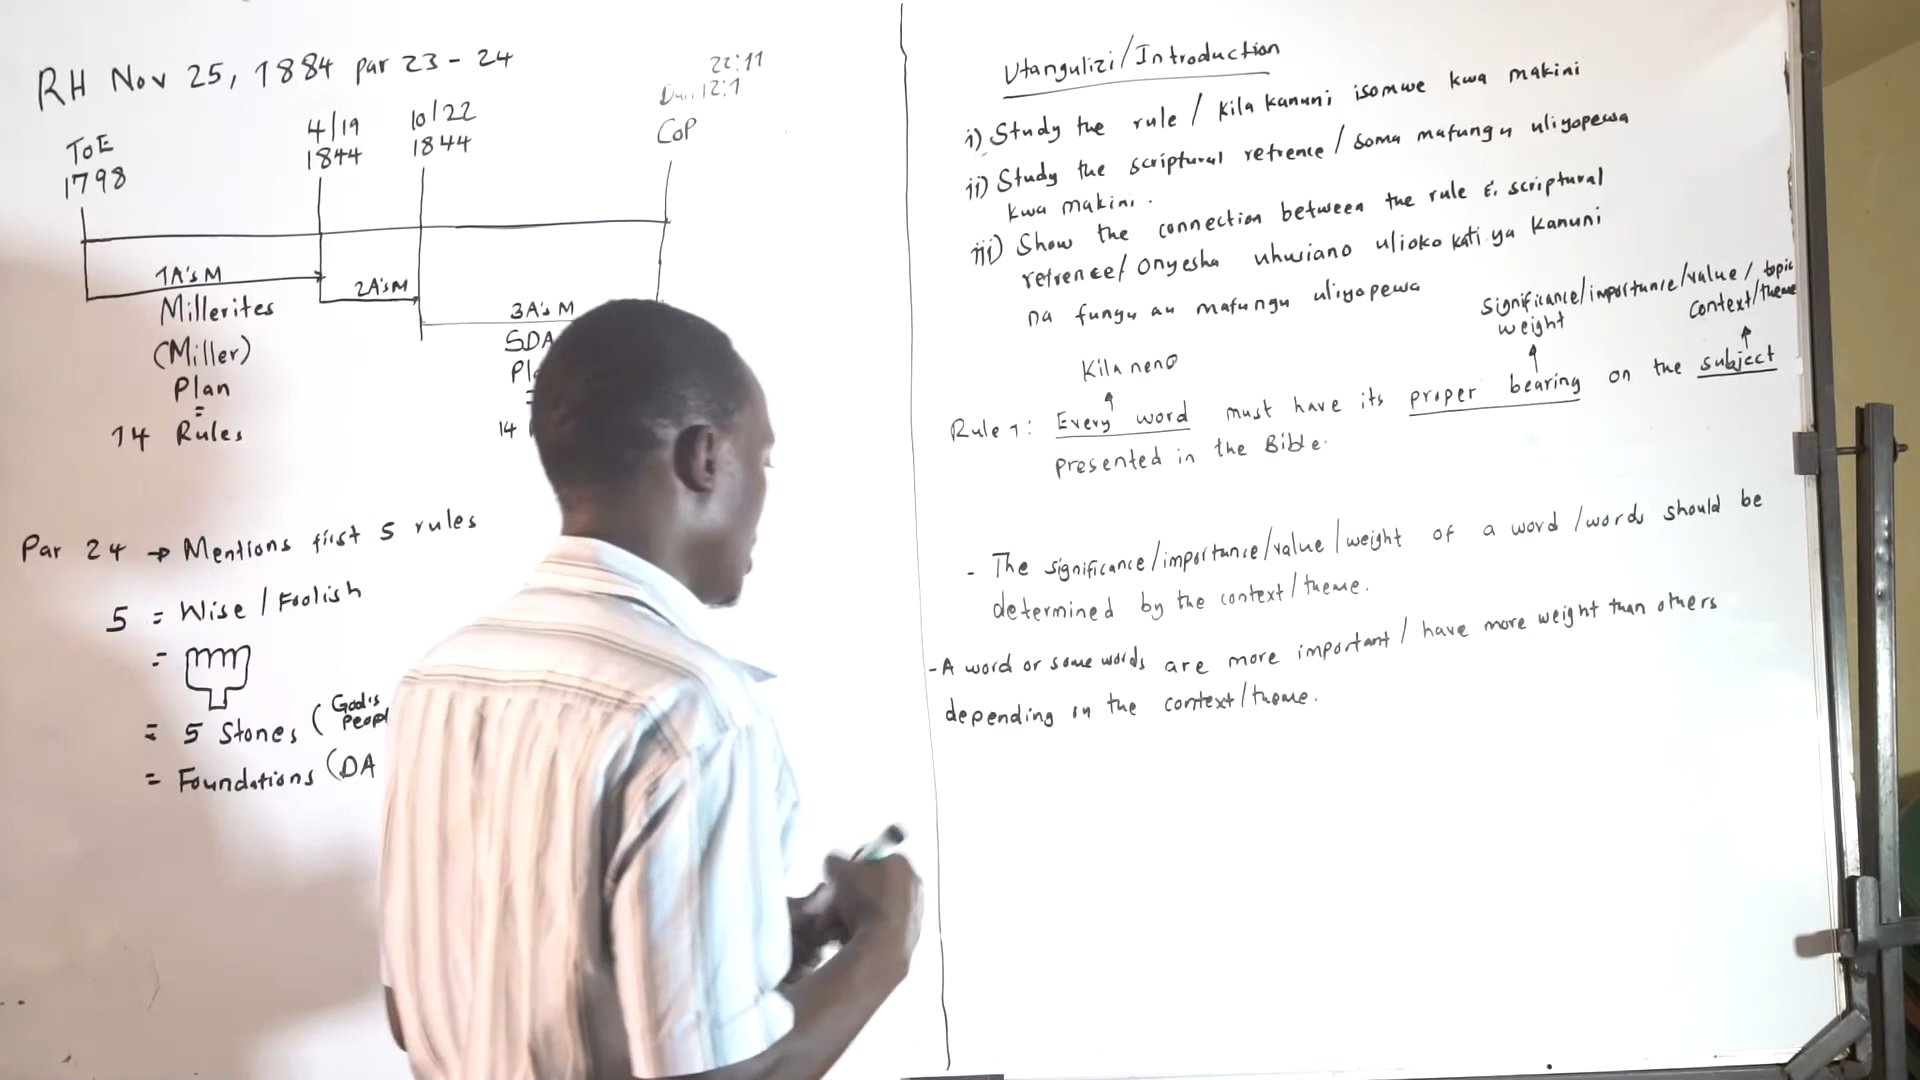 RH Nov 25, 1884 par 23 - 24
22:11
12:1
CoP
ToE
1798
4/19
1844
10/22
1844
1A's M
2A'sM
3A's M
Millerites
(Miller)
Plan
=
14 Rules
SDA
14
Par 24 → Mentions first 5 rules
5 = Wise / Foolish
=
= 5 Stones (God's
= Foundations (DA
Utangulizi/Introduction
i) Study the rule / Kila kanuni isomwe kwa makini
ii) Study the scriptural refrence / soma mafungu uliyopewa
kwa makini.
iii) Show the connection between the rule & scriptural
refrence/ Onyesha uhusiano ulioko kati ya kanuni
na fungu au mafungu uliyopewa
Significance/importance/value/
weight
topic
context/theme
Kila neno
Rule 1: Every word must have its proper bearing on the subject
presented in the Bible.
- The significance/importance/value/weight of a word/words should be
determined by the context/theme.
- A word or some words are more important/ have more weight than others
depending on the context/theme.